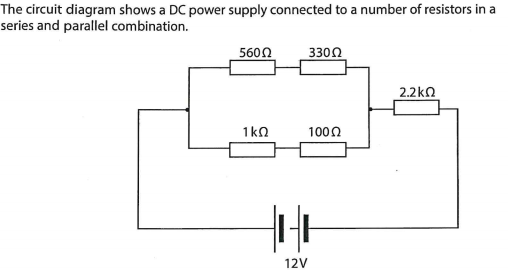 The circuit diagram shows a DC power supply connected to a number of resistors in a
series and parallel combination.
560Ω 330Ω
2.2kΩ
1kΩ 100Ω
12V